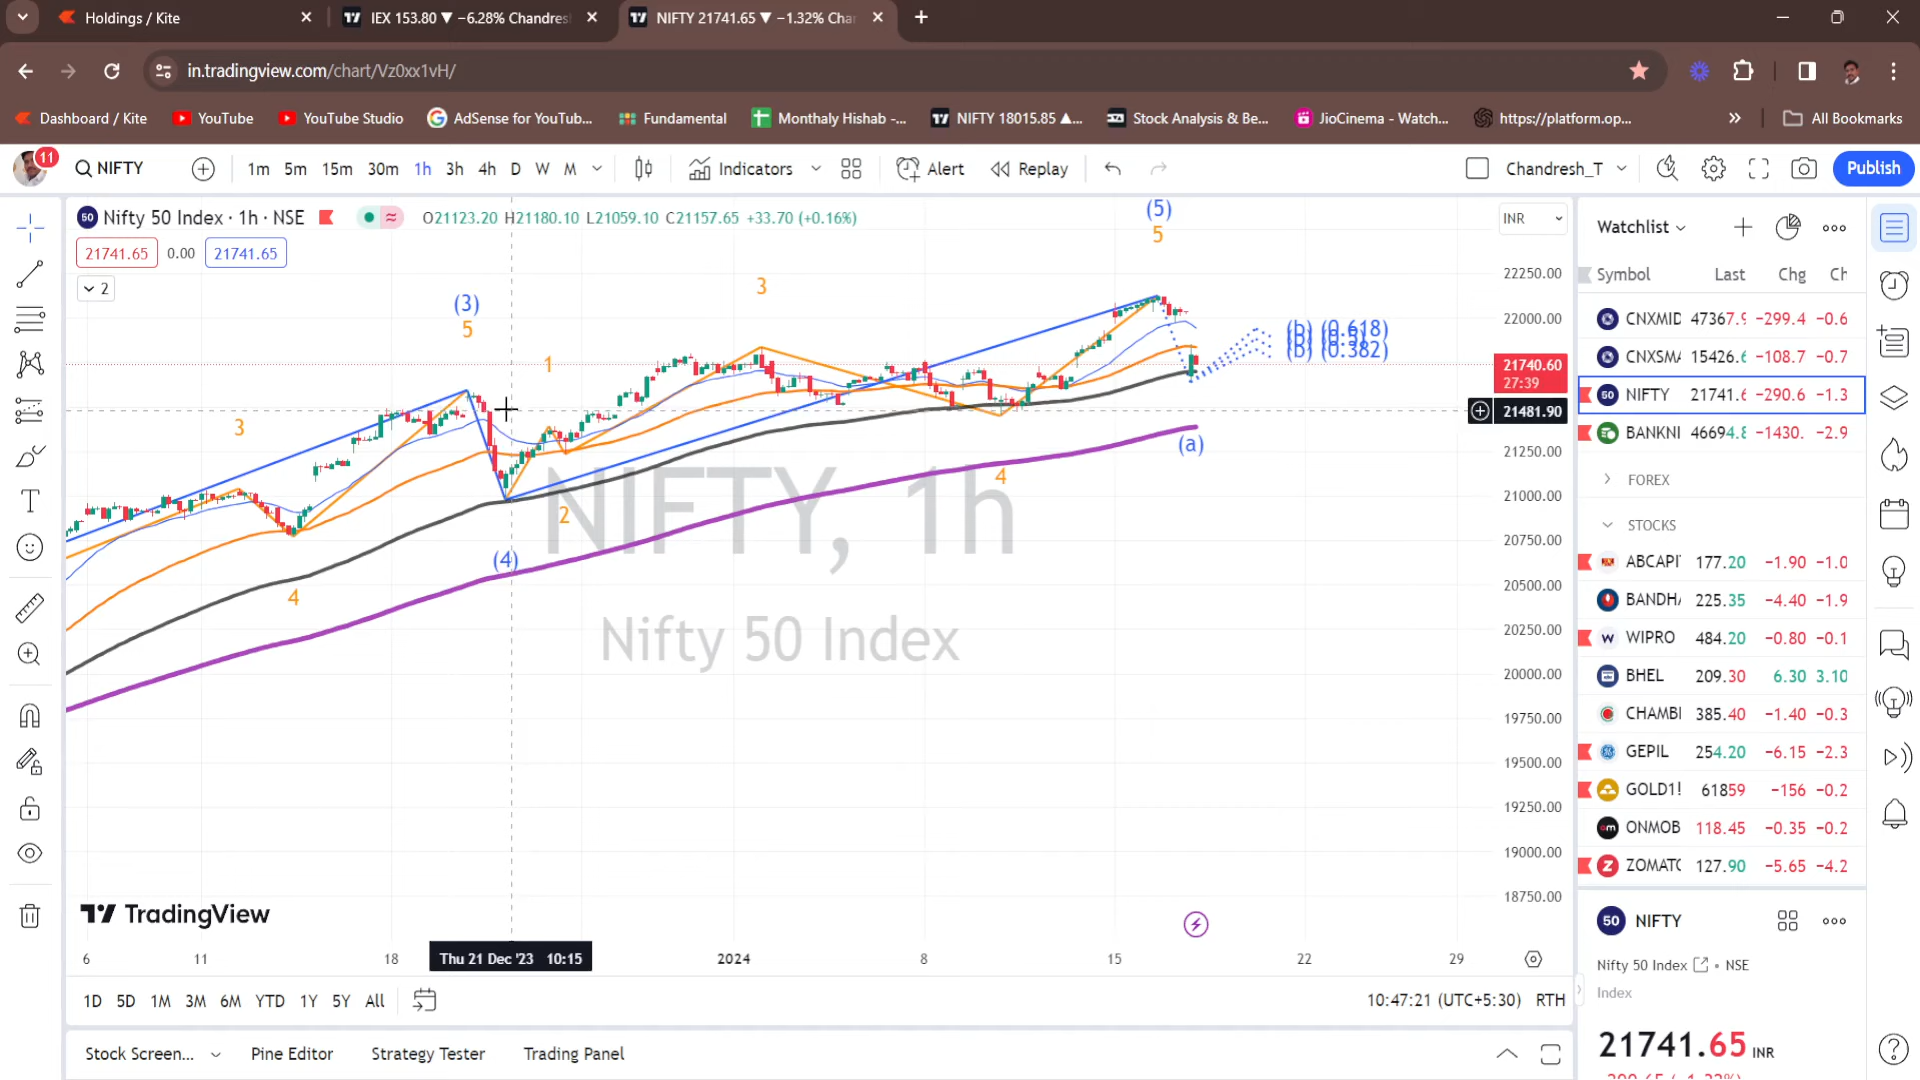 Holdings / Kite
IEX 153.80 ▼ −6.28% Chandres
NIFTY 21741.65 ▼ −1.32% Cha
in.tradingview.com/chart/Vz0xx1vH/
Dashboard / Kite
YouTube
YouTube Studio
AdSense for YouTub...
Fundamental
Monthaly Hishab -...
NIFTY 18015.85 ▲...
Stock Analysis & Be...
JioCinema - Watch...
https://platform.op...
All Bookmarks
11
NIFTY
1m 5m 15m 30m 1h 3h 4h D W M
Indicators
Alert
Replay
Chandresh_T
Publish
50 Nifty 50 Index · 1h · NSE
O21123.20 H21180.10 L21059.10 C21157.65 +33.70 (+0.16%)
21741.65 0.00 21741.65
2
INR
(5)
5
(3)
5
3
1
3
2
(4)
4
4
(a)
(b) (0.618)
(b) (0.382)
22250.00
22000.00
21740.60
27:39
21481.90
21250.00
21000.00
20750.00
20500.00
20250.00
20000.00
19750.00
19500.00
19250.00
19000.00
18750.00
NIFTY, 1h
Nifty 50 Index
TradingView
6 11 18 Thu 21 Dec '23 10:15 2024 8 15 22 29
1D 5D 1M 3M 6M YTD 1Y 5Y All
10:47:21 (UTC+5:30) RTH
Stock Screen...
Pine Editor
Strategy Tester
Trading Panel
Watchlist
Symbol Last Chg Ch
CNXMID 47367.9 −299.4 −0.6
CNXSMA 15426.6 −108.7 −0.7
50 NIFTY 21741.6 −290.6 −1.3
BANKNI 46694.8 −1430. −2.9
FOREX
STOCKS
ABCAPI 177.20 −1.90 −1.0
BANDHA 225.35 −4.40 −1.9
W WIPRO 484.20 −0.80 −0.1
BHEL 209.30 6.30 3.10
CHAMBI 385.40 −1.40 −0.3
GEPIL 254.20 −6.15 −2.3
GOLD1! 61859 −156 −0.2
om ONMOB 118.45 −0.35 −0.2
Z ZOMATO 127.90 −5.65 −4.2
50 NIFTY
Nifty 50 Index • NSE
Index
21741.65 INR